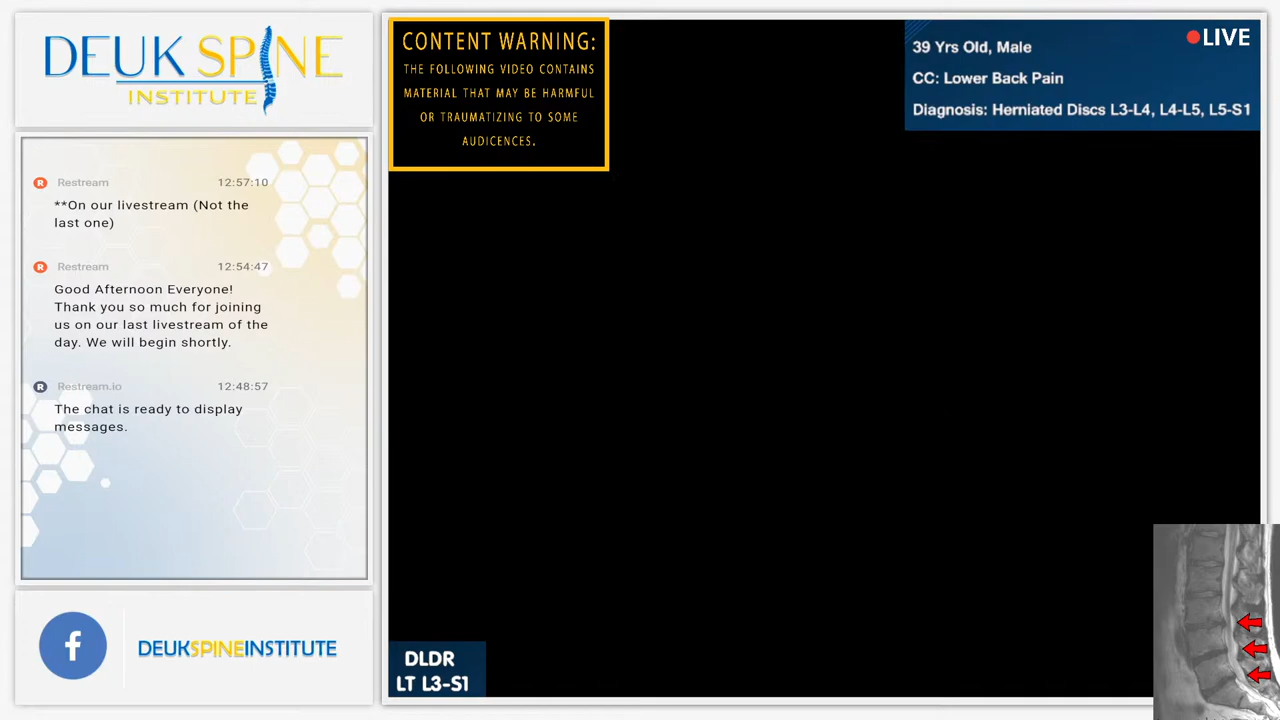 DEUK SPINE
INSTITUTE
R Restream 12:57:10
**On our livestream (Not the
last one)
R Restream 12:54:47
Good Afternoon Everyone!
Thank you so much for joining
us on our last livestream of the
day. We will begin shortly.
R Restream.io 12:48:57
The chat is ready to display
messages.
f DEUKSPINEINSTITUTE
CONTENT WARNING:
THE FOLLOWING VIDEO CONTAINS
MATERIAL THAT MAY BE HARMFUL
OR TRAUMATIZING TO SOME
AUDICENCES.
LIVE
39 Yrs Old, Male
CC: Lower Back Pain
Diagnosis: Herniated Discs L3-L4, L4-L5, L5-S1
DLDR
LT L3-S1